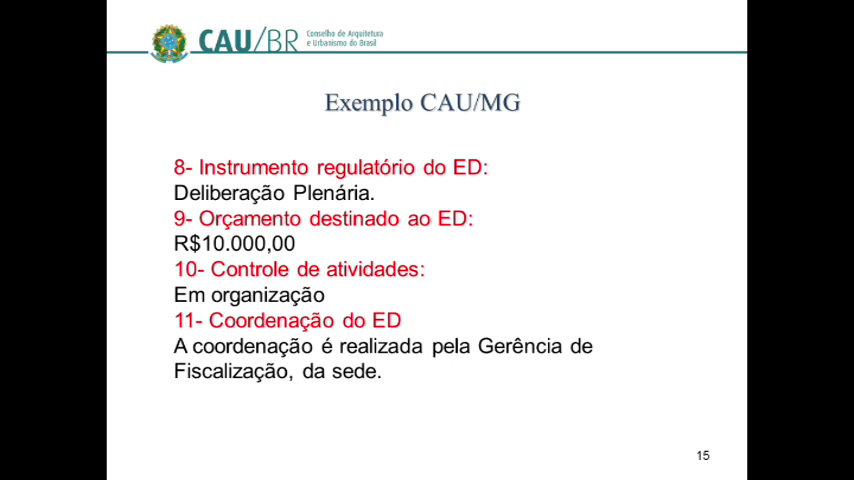 CAU/BR
Conselho de Arquitetura
e Urbanismo do Brasil
Exemplo CAU/MG
8- Instrumento regulatório do ED:
Deliberação Plenária.
9- Orçamento destinado ao ED:
R$10.000,00
10- Controle de atividades:
Em organização
11- Coordenação do ED
A coordenação é realizada pela Gerência de
Fiscalização, da sede.
15